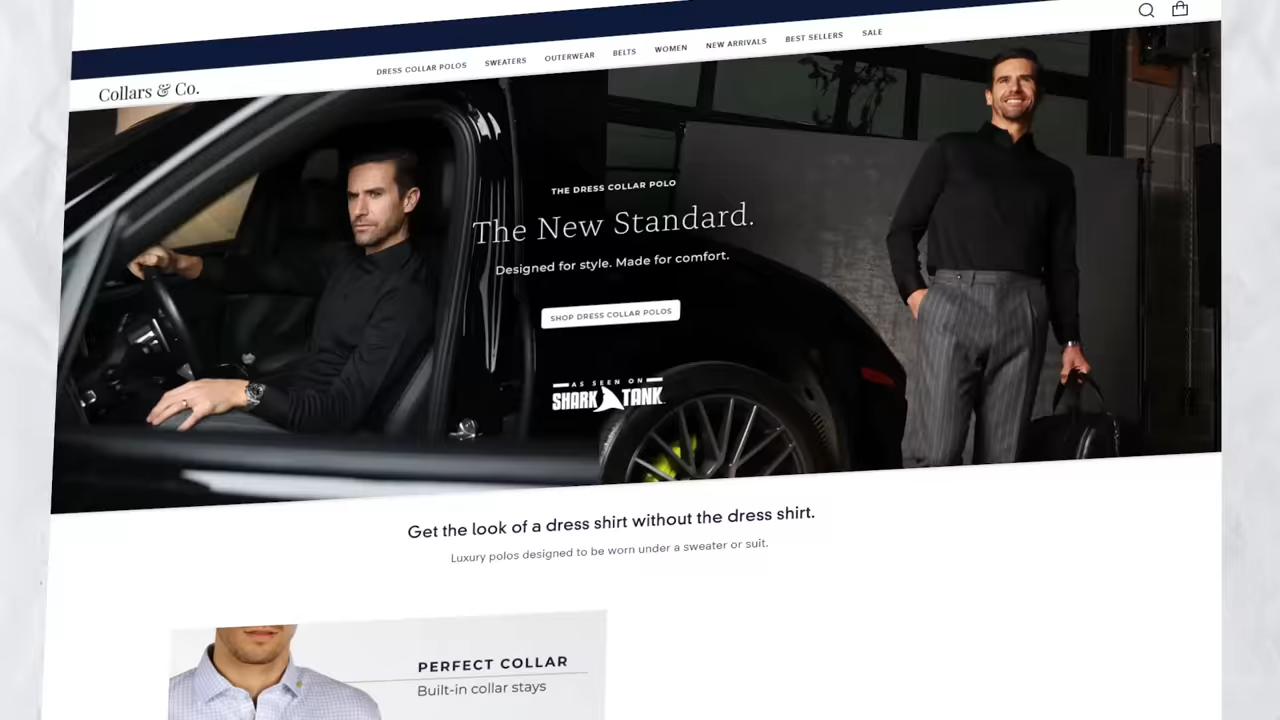 DRESS COLLAR POLOS SWEATERS OUTERWEAR BELTS WOMEN NEW ARRIVALS BEST SELLERS SALE
Collars & Co.
THE DRESS COLLAR POLO
The New Standard.
Designed for style. Made for comfort.
SHOP DRESS COLLAR POLOS
AS SEEN ON
SHARK TANK
Get the look of a dress shirt without the dress shirt.
Luxury polos designed to be worn under a sweater or suit.
PERFECT COLLAR
Built-in collar stays